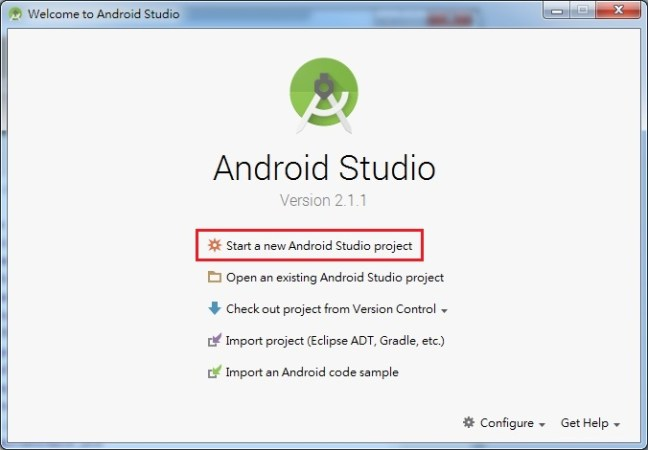 Welcome to Android Studio
Android Studio
Version 2.1.1
Start a new Android Studio project
Open an existing Android Studio project
Check out project from Version Control
Import project (Eclipse ADT, Gradle, etc.)
Import an Android code sample
Configure
Get Help